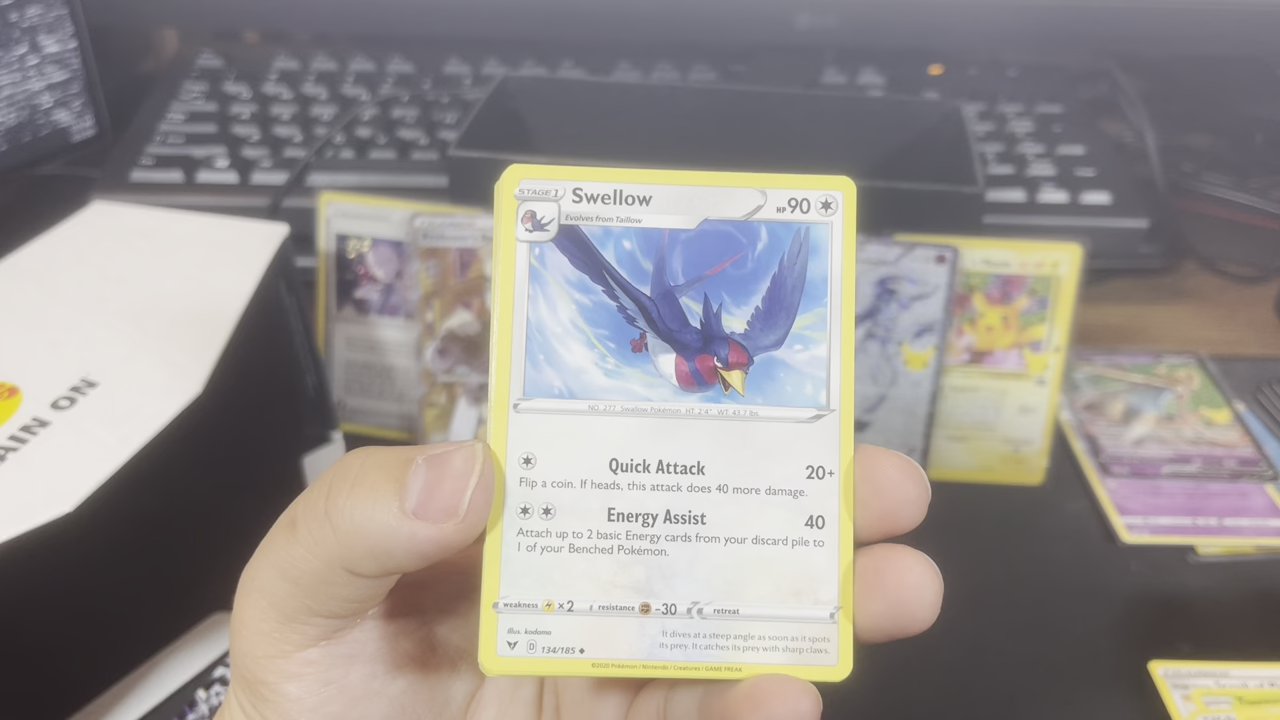 STAGE 1
Swellow
HP 90
Evolves from Taillow
NO. 277 Swallow Pokémon HT: 2'4" WT: 43.7 lbs.
Quick Attack 20+
Flip a coin. If heads, this attack does 40 more damage.
Energy Assist 40
Attach up to 2 basic Energy cards from your discard pile to
1 of your Benched Pokémon.
weakness ×2 resistance -30 retreat
Illus. kodama
D 134/185
It dives at a steep angle as soon as it spots
its prey. It catches its prey with sharp claws.
©2020 Pokémon / Nintendo / Creatures / GAME FREAK
AIN ON